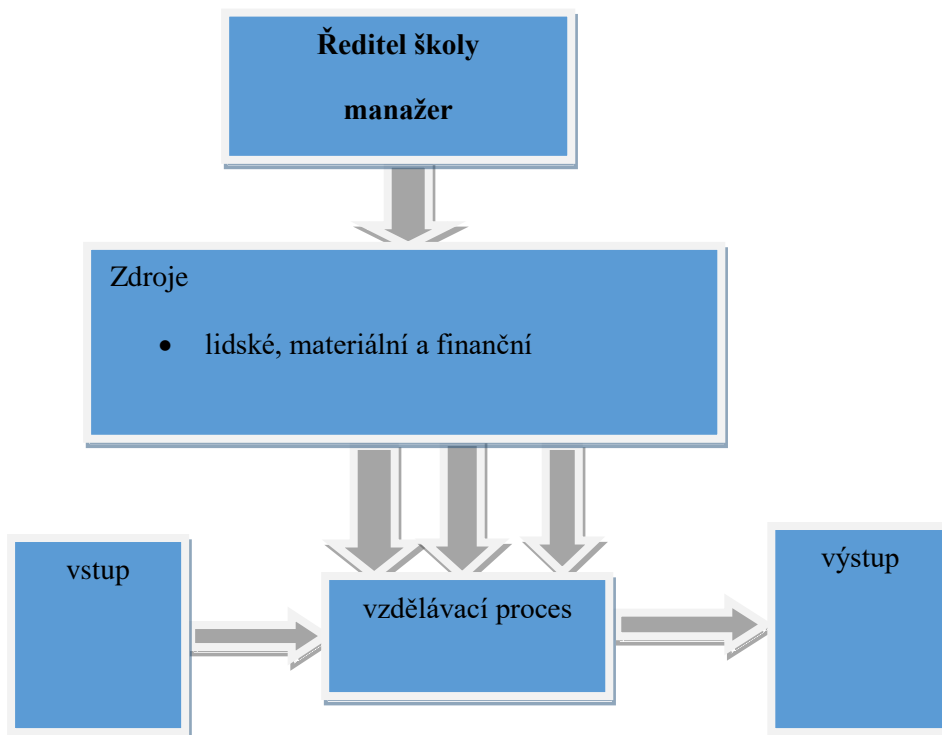 Ředitel školy
manažer
Zdroje
• lidské, materiální a finanční
vstup
vzdělávací proces
výstup